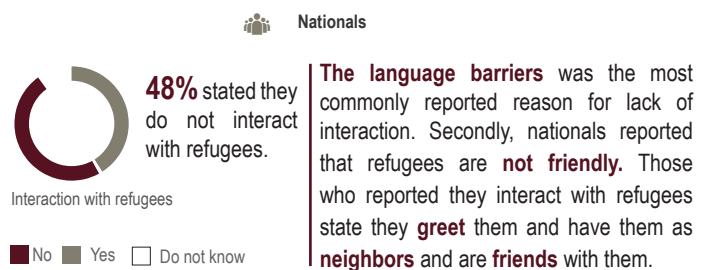 Nationals
48% stated they
do not interact
with refugees.
Interaction with refugees
No Yes Do not know
The language barriers was the most
commonly reported reason for lack of
interaction. Secondly, nationals reported
that refugees are not friendly. Those
who reported they interact with refugees
state they greet them and have them as
neighbors and are friends with them.